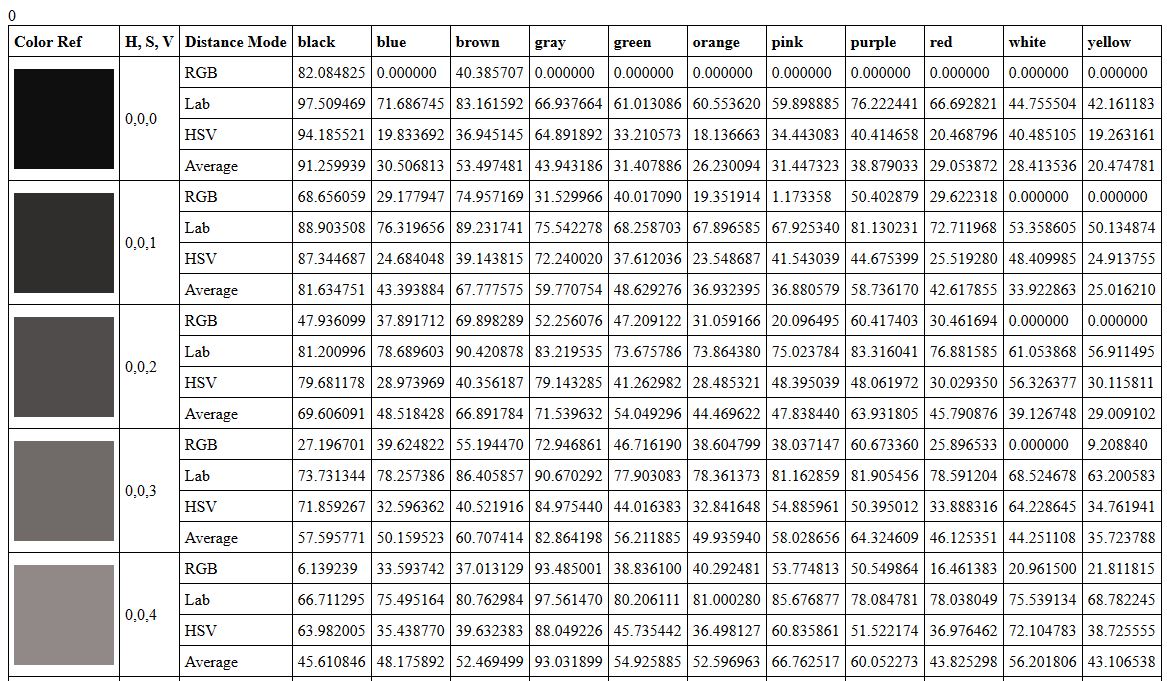 0
Color Ref H, S, V Distance Mode black blue brown gray green orange pink purple red white yellow
RGB 82.084825 0.000000 40.385707 0.000000 0.000000 0.000000 0.000000 0.000000 0.000000 0.000000 0.000000
Lab 97.509469 71.686745 83.161592 66.937664 61.013086 60.553620 59.898885 76.222441 66.692821 44.755504 42.161183
0,0,0
HSV 94.185521 19.833692 36.945145 64.891892 33.210573 18.136663 34.443083 40.414658 20.468796 40.485105 19.263161
Average 91.259939 30.506813 53.497481 43.943186 31.407886 26.230094 31.447323 38.879033 29.053872 28.413536 20.474781
RGB 68.656059 29.177947 74.957169 31.529966 40.017090 19.351914 1.173358 50.402879 29.622318 0.000000 0.000000
Lab 88.903508 76.319656 89.231741 75.542278 68.258703 67.896585 67.925340 81.130231 72.711968 53.358605 50.134874
0,0,1
HSV 87.344687 24.684048 39.143815 72.240020 37.612036 23.548687 41.543039 44.675399 25.519280 48.409985 24.913755
Average 81.634751 43.393884 67.777575 59.770754 48.629276 36.932395 36.880579 58.736170 42.617855 33.922863 25.016210
RGB 47.936099 37.891712 69.898289 52.256076 47.209122 31.059166 20.096495 60.417403 30.461694 0.000000 0.000000
Lab 81.200996 78.689603 90.420878 83.219535 73.675786 73.864380 75.023784 83.316041 76.881585 61.053868 56.911495
0,0,2
HSV 79.681178 28.973969 40.356187 79.143285 41.262982 28.485321 48.395039 48.061972 30.029350 56.326377 30.115811
Average 69.606091 48.518428 66.891784 71.539632 54.049296 44.469622 47.838440 63.931805 45.790876 39.126748 29.009102
RGB 27.196701 39.624822 55.194470 72.946861 46.716190 38.604799 38.037147 60.673360 25.896533 0.000000 9.208840
Lab 73.731344 78.257386 86.405857 90.670292 77.903083 78.361373 81.162859 81.905456 78.591204 68.524678 63.200583
0,0,3
HSV 71.859267 32.596362 40.521916 84.975440 44.016383 32.841648 54.885961 50.395012 33.888316 64.228645 34.761941
Average 57.595771 50.159523 60.707414 82.864198 56.211885 49.935940 58.028656 64.324609 46.125351 44.251108 35.723788
RGB 6.139239 33.593742 37.013129 93.485001 38.836100 40.292481 53.774813 50.549864 16.461383 20.961500 21.811815
Lab 66.711295 75.495164 80.762984 97.561470 80.206111 81.000280 85.676877 78.084781 78.038049 75.539134 68.782245
0,0,4
HSV 63.982005 35.438770 39.632383 88.049226 45.735442 36.498127 60.835861 51.522174 36.976462 72.104783 38.725555
Average 45.610846 48.175892 52.469499 93.031899 54.925885 52.596963 66.762517 60.052273 43.825298 56.201806 43.106538